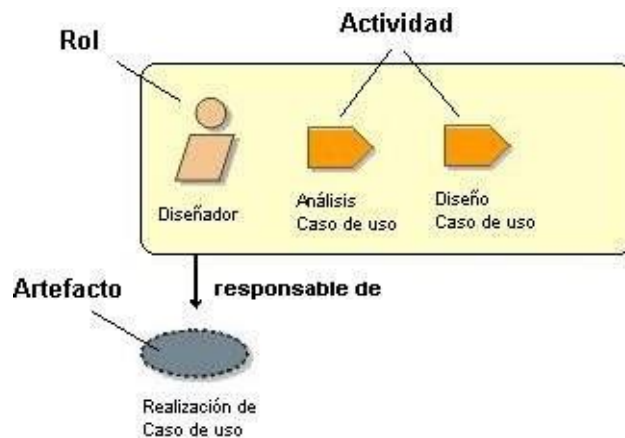 Actividad
Rol
Diseñador
Análisis
Caso de uso
Diseño
Caso de uso
Artefacto
responsable de
Realización de
Caso de uso